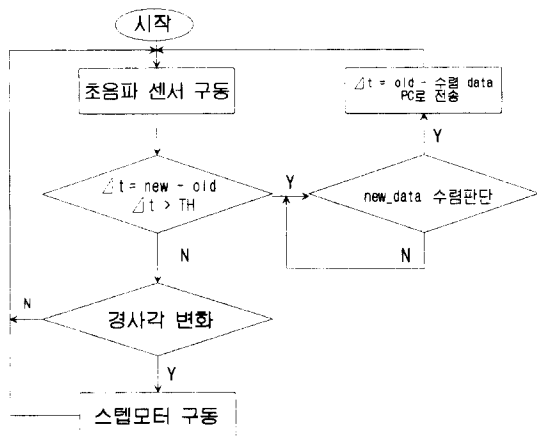 시작
초음파 센서 구동
⊿t = old - 수렴 data
PC로 전송
Y
⊿t = new - old
⊿t > TH
Y
new_data 수렴판단
N
N
N
경사각 변화
Y
스텝모터 구동